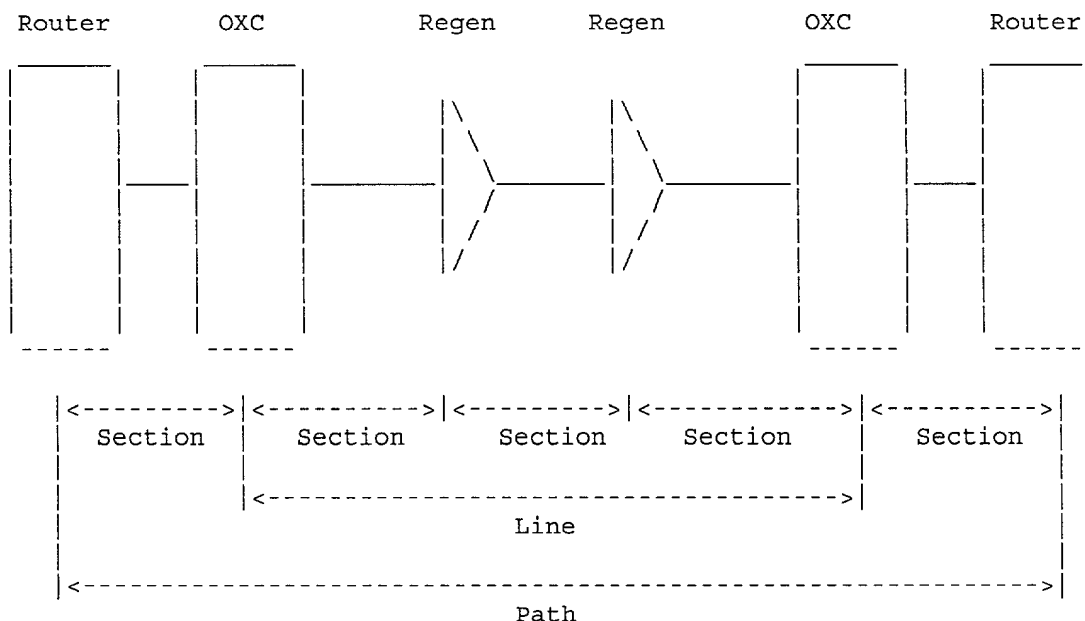 Router OXC Regen Regen OXC Router
Section Section Section Section Section
Line
Path